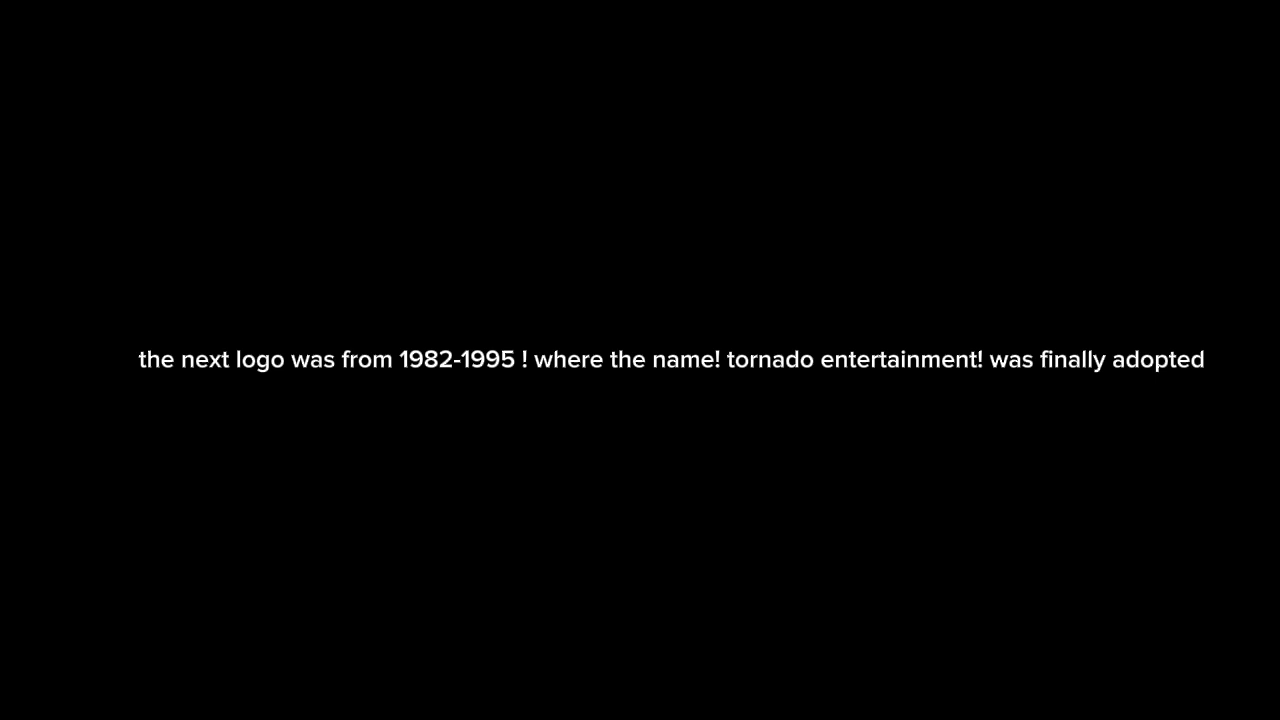 the next logo was from 1982-1995 ! where the name! tornado entertainment! was finally adopted